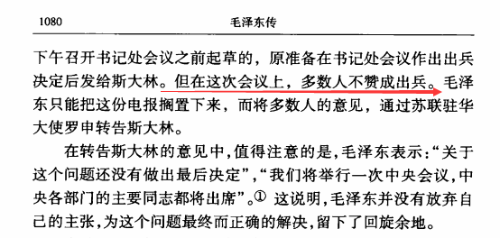 1080 毛泽东传
下午召开书记处会议之前起草的，原准备在书记处会议作出出兵
决定后发给斯大林。但在这次会议上，多数人不赞成出兵。毛泽
东只能把这份电报搁置下来，而将多数人的意见，通过苏联驻华
大使罗申转告斯大林。
在转告斯大林的意见中，值得注意的是，毛泽东表示：“关于
这个问题还没有做出最后决定”，“我们将举行一次中央会议，中
央各部门的主要同志都将出席”。① 这说明，毛泽东并没有放弃自
己的主张，为这个问题最终而正确的解决，留下了回旋余地。